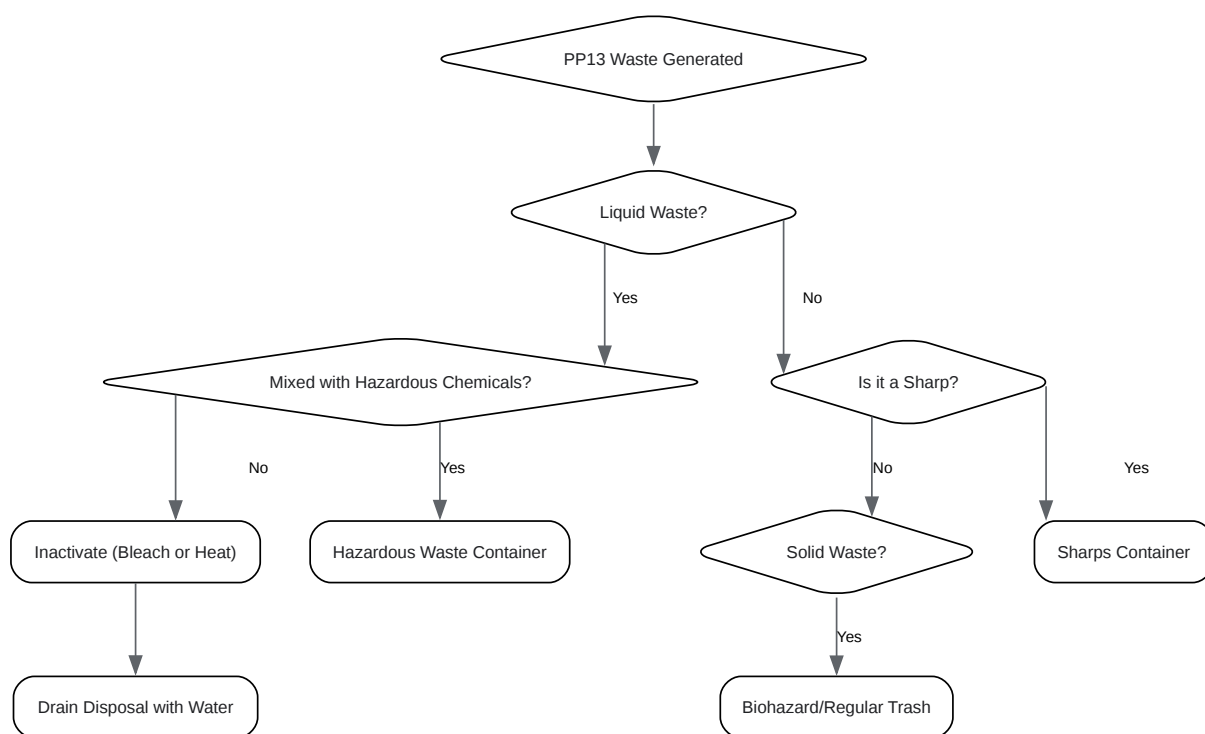 PP13 Waste Generated
Liquid Waste?
Yes
No
Mixed with Hazardous Chemicals?
Is it a Sharp?
No
Yes
No
Yes
Inactivate (Bleach or Heat)
Hazardous Waste Container
Solid Waste?
Sharps Container
Yes
Drain Disposal with Water
Biohazard/Regular Trash